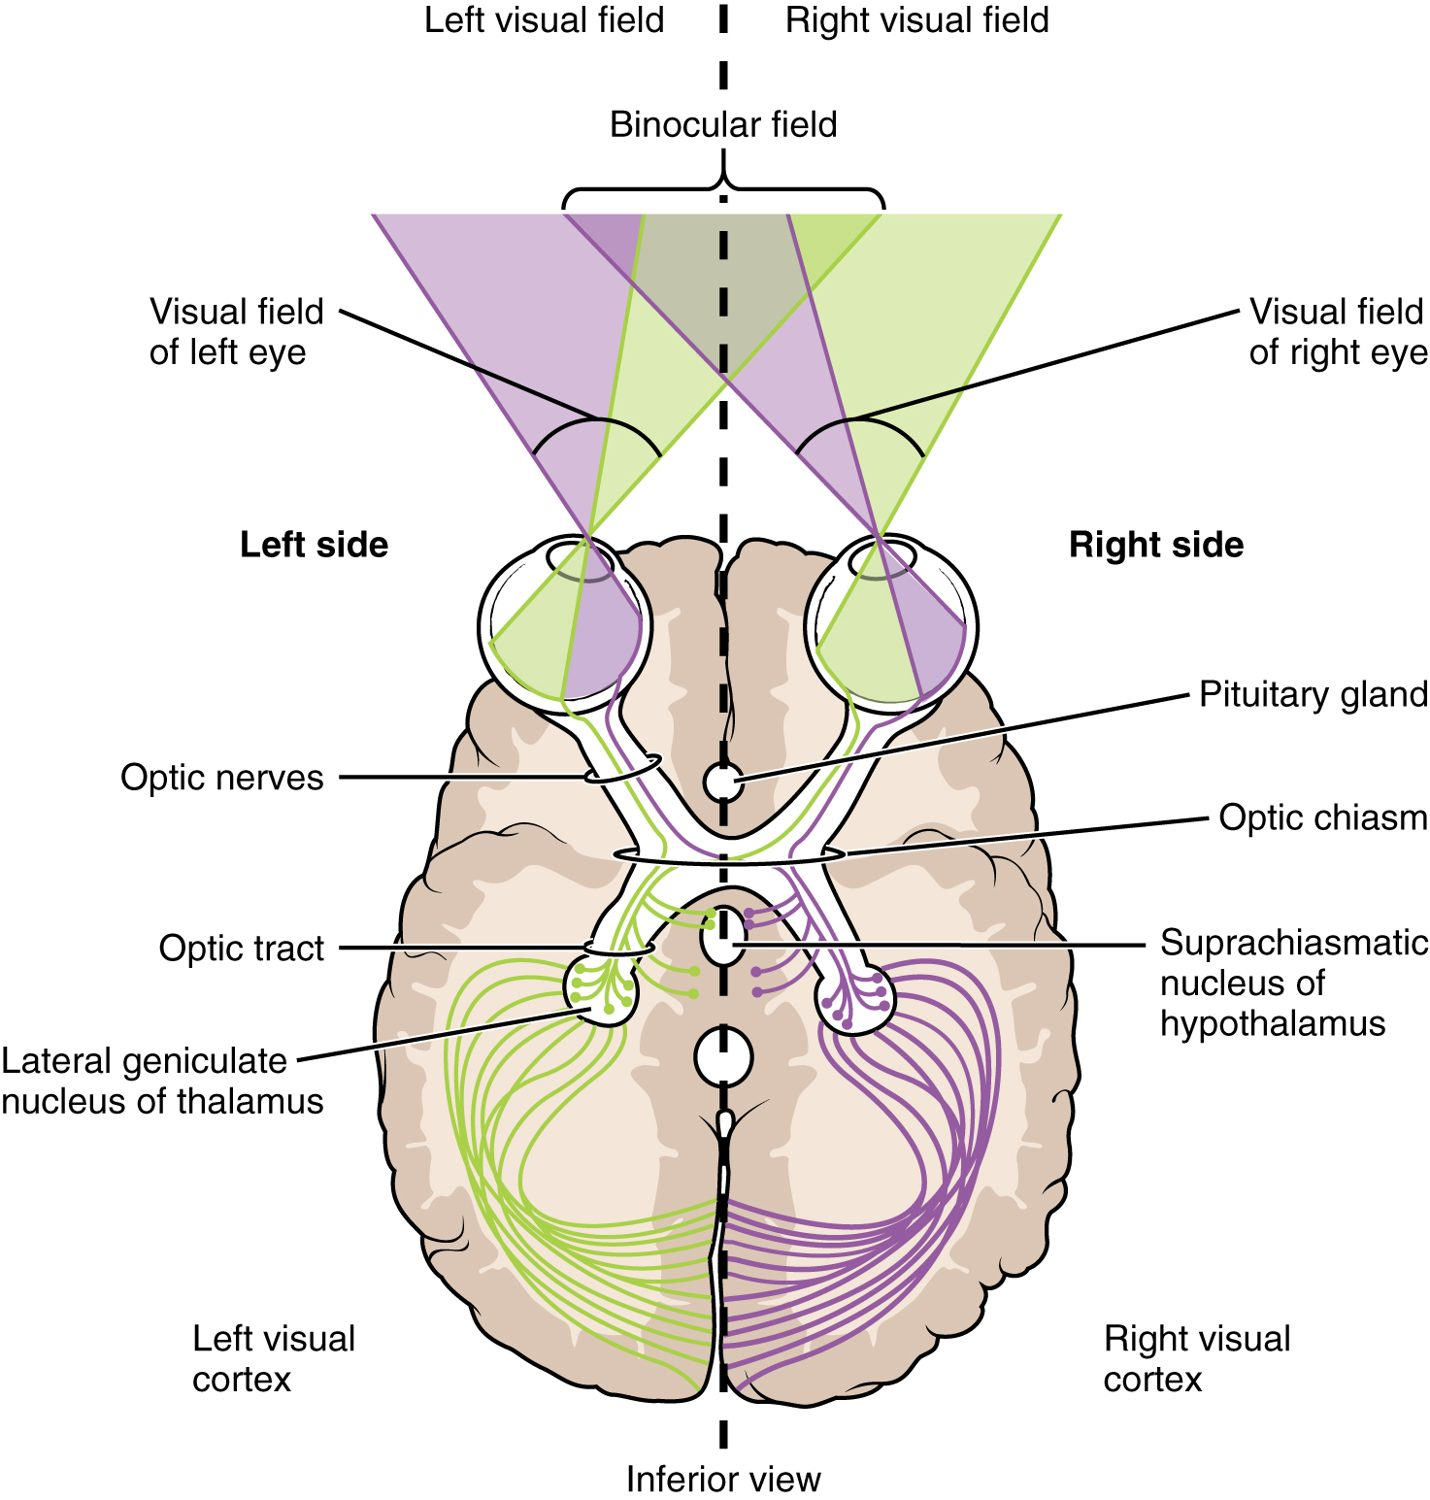 Left visual field
Right visual field
Binocular field
Visual field
of left eye
Visual field
of right eye
Left side
Right side
Pituitary gland
Optic nerves
Optic chiasm
Optic tract
Suprachiasmatic
nucleus of
hypothalamus
Lateral geniculate
nucleus of thalamus
Left visual
cortex
Right visual
cortex
Inferior view